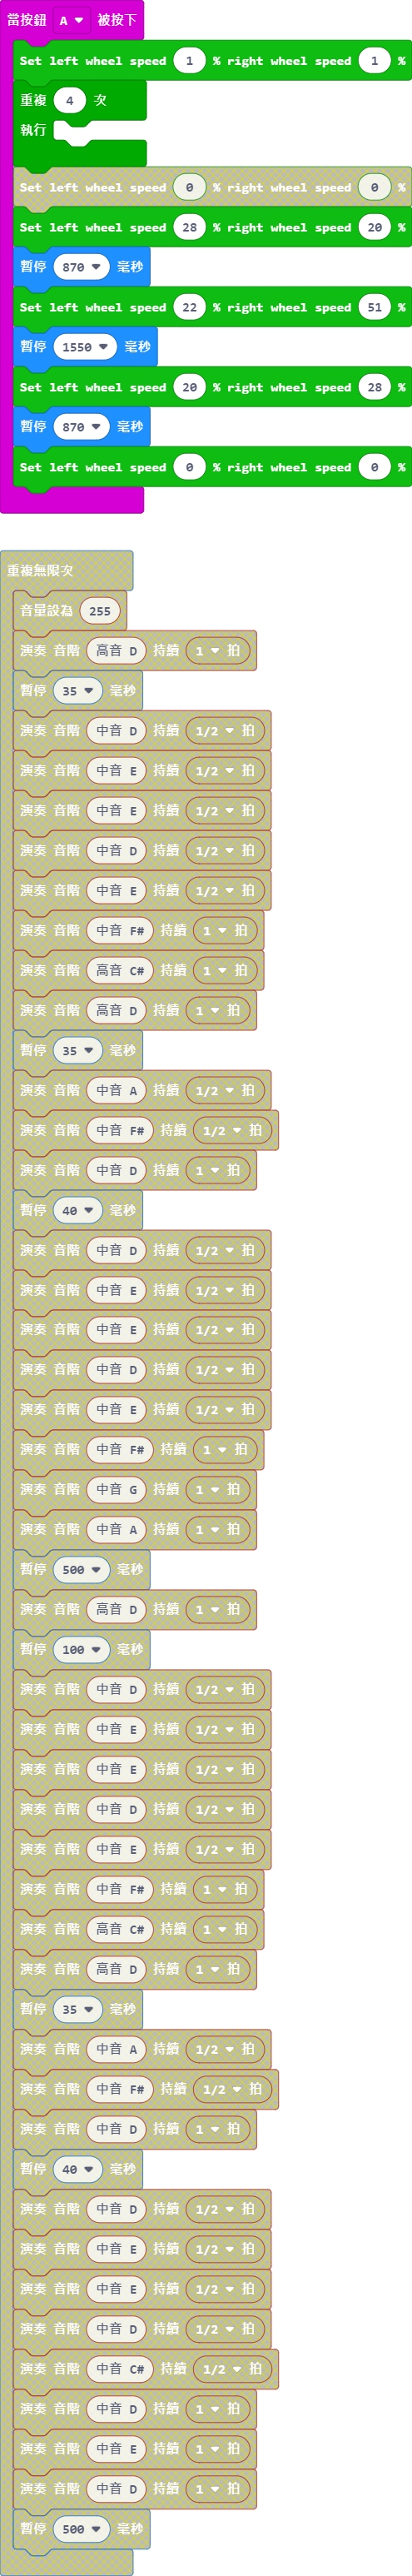 當按鈕 A 被按下
Set left wheel speed 1 % right wheel speed 1 %
重複 4 次
執行
Set left wheel speed 0 % right wheel speed 0 %
Set left wheel speed 28 % right wheel speed 20 %
暫停 870 毫秒
Set left wheel speed 22 % right wheel speed 51 %
暫停 1550 毫秒
Set left wheel speed 20 % right wheel speed 28 %
暫停 870 毫秒
Set left wheel speed 0 % right wheel speed 0 %
重複無限次
音量設為 255
演奏 音階 高音 D 持續 1 拍
暫停 35 毫秒
演奏 音階 中音 D 持續 1/2 拍
演奏 音階 中音 E 持續 1/2 拍
演奏 音階 中音 E 持續 1/2 拍
演奏 音階 中音 D 持續 1/2 拍
演奏 音階 中音 E 持續 1/2 拍
演奏 音階 中音 F# 持續 1 拍
演奏 音階 高音 C# 持續 1 拍
演奏 音階 高音 D 持續 1 拍
暫停 35 毫秒
演奏 音階 中音 A 持續 1/2 拍
演奏 音階 中音 F# 持續 1/2 拍
演奏 音階 中音 D 持續 1 拍
暫停 40 毫秒
演奏 音階 中音 D 持續 1/2 拍
演奏 音階 中音 E 持續 1/2 拍
演奏 音階 中音 E 持續 1/2 拍
演奏 音階 中音 D 持續 1/2 拍
演奏 音階 中音 E 持續 1/2 拍
演奏 音階 中音 F# 持續 1 拍
演奏 音階 中音 G 持續 1 拍
演奏 音階 中音 A 持續 1 拍
暫停 500 毫秒
演奏 音階 高音 D 持續 1 拍
暫停 100 毫秒
演奏 音階 中音 D 持續 1/2 拍
演奏 音階 中音 E 持續 1/2 拍
演奏 音階 中音 E 持續 1/2 拍
演奏 音階 中音 D 持續 1/2 拍
演奏 音階 中音 E 持續 1/2 拍
演奏 音階 中音 F# 持續 1 拍
演奏 音階 高音 C# 持續 1 拍
演奏 音階 高音 D 持續 1 拍
暫停 35 毫秒
演奏 音階 中音 A 持續 1/2 拍
演奏 音階 中音 F# 持續 1/2 拍
演奏 音階 中音 D 持續 1 拍
暫停 40 毫秒
演奏 音階 中音 D 持續 1/2 拍
演奏 音階 中音 E 持續 1/2 拍
演奏 音階 中音 E 持續 1/2 拍
演奏 音階 中音 D 持續 1/2 拍
演奏 音階 中音 C# 持續 1/2 拍
演奏 音階 中音 D 持續 1 拍
演奏 音階 中音 E 持續 1 拍
演奏 音階 中音 D 持續 1 拍
暫停 500 毫秒